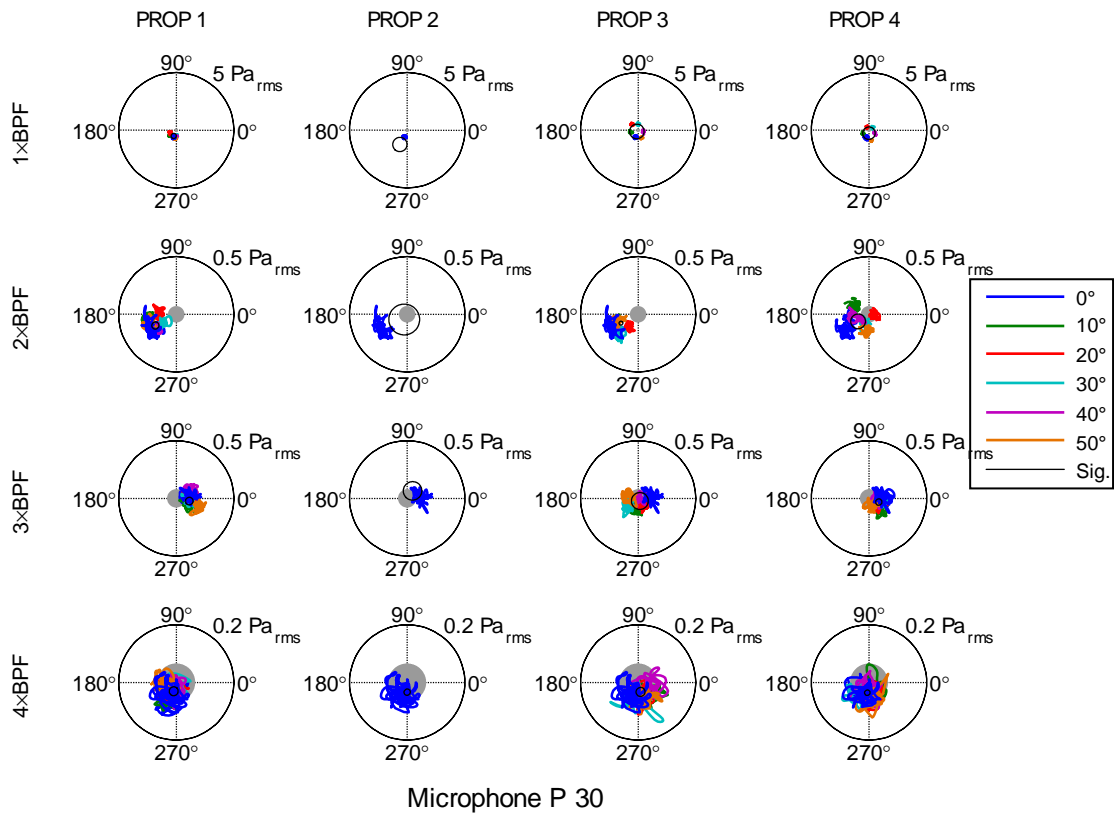 PROP 1 PROP 2 PROP 3 PROP 4
1×BPF
90° 5 Pa rms 180° 0° 270°
90° 5 Pa rms 180° 0° 270°
90° 5 Pa rms 180° 0° 270°
90° 5 Pa rms 180° 0° 270°
2×BPF
90° 0.5 Pa rms 180° 0° 270°
90° 0.5 Pa rms 180° 0° 270°
90° 0.5 Pa rms 180° 0° 270°
90° 0.5 Pa rms 180° 0° 270°
3×BPF
90° 0.5 Pa rms 180° 0° 270°
90° 0.5 Pa rms 180° 0° 270°
90° 0.5 Pa rms 180° 0° 270°
90° 0.5 Pa rms 180° 0° 270°
4×BPF
90° 0.2 Pa rms 180° 0° 270°
90° 0.2 Pa rms 180° 0° 270°
90° 0.2 Pa rms 180° 0° 270°
90° 0.2 Pa rms 180° 0° 270°
0°
10°
20°
30°
40°
50°
Sig.
Microphone P 30